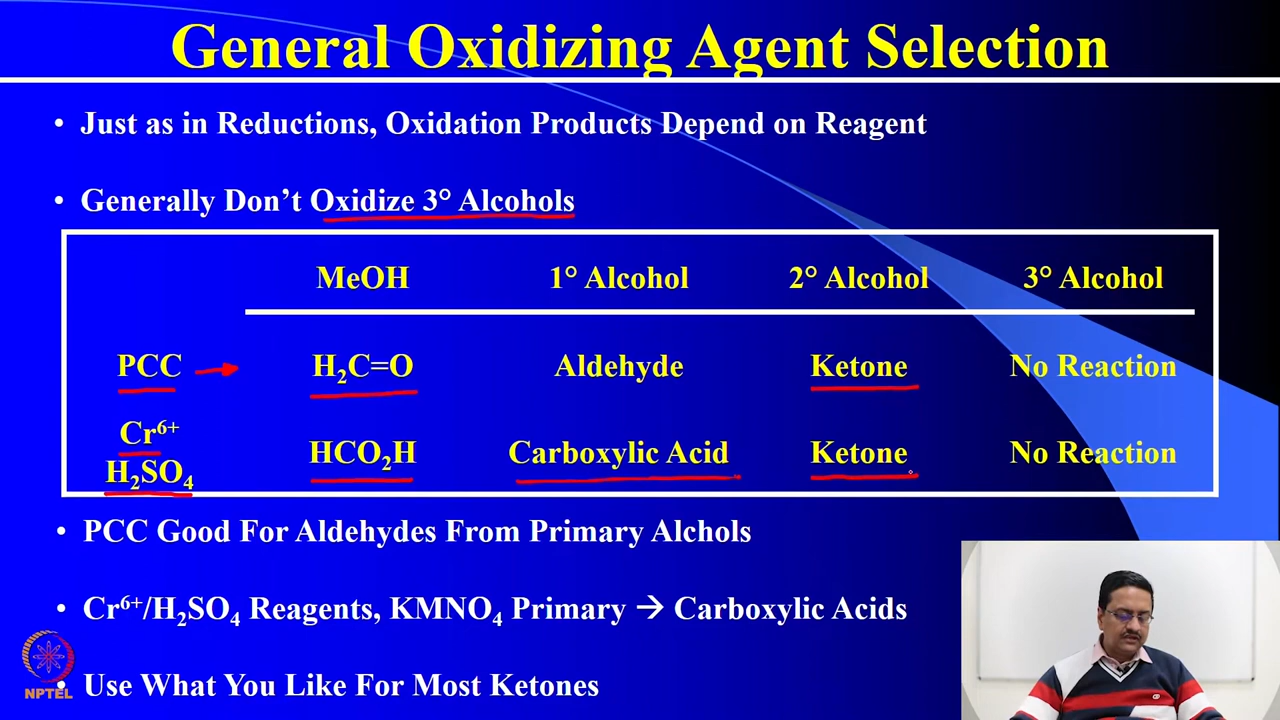 General Oxidizing Agent Selection
• Just as in Reductions, Oxidation Products Depend on Reagent
• Generally Don’t Oxidize 3° Alcohols
MeOH 1° Alcohol 2° Alcohol 3° Alcohol
PCC H₂C=O Aldehyde Ketone No Reaction
Cr⁶⁺
H₂SO₄ HCO₂H Carboxylic Acid Ketone No Reaction
• PCC Good For Aldehydes From Primary Alchols
• Cr⁶⁺/H₂SO₄ Reagents, KMNO₄ Primary → Carboxylic Acids
• Use What You Like For Most Ketones
NPTEL